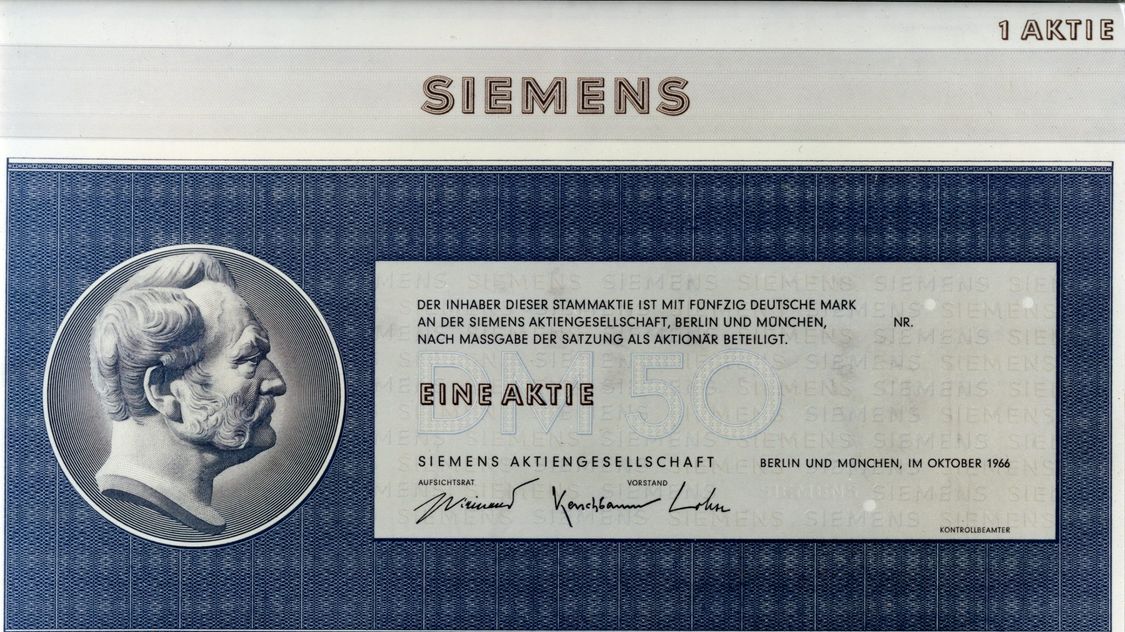 1 AKTIE
SIEMENS
DER INHABER DIESER STAMMAKTIE IST MIT FÜNFZIG DEUTSCHE MARK
AN DER SIEMENS AKTIENGESELLSCHAFT, BERLIN UND MÜNCHEN, NR.
NACH MASSGABE DER SATZUNG ALS AKTIONÄR BETEILIGT.
DM 50
EINE AKTIE
SIEMENS AKTIENGESELLSCHAFT BERLIN UND MÜNCHEN, IM OKTOBER 1966
AUFSICHTSRAT VORSTAND
Kerschbaum Lohse
KONTROLLBEAMTER